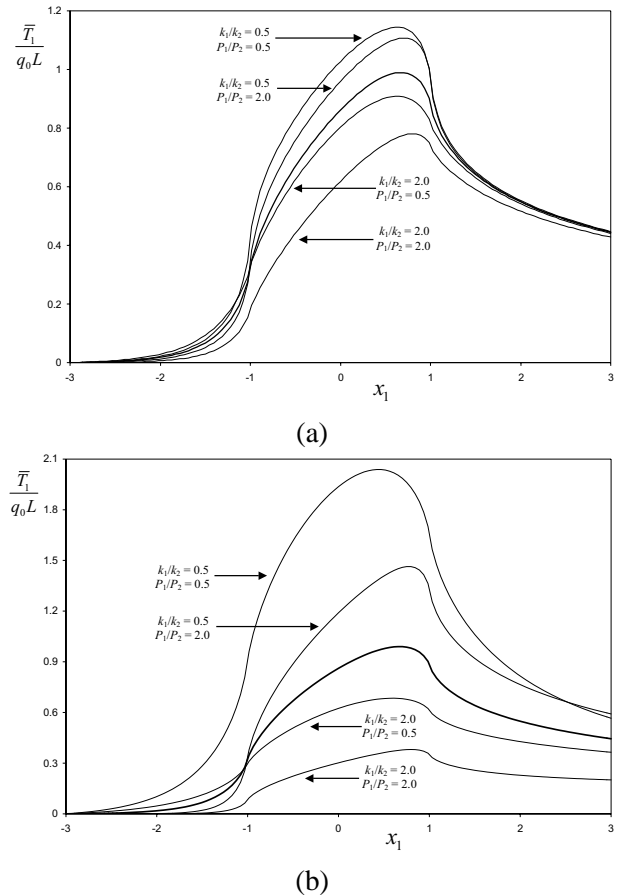 T̅₁
q₀L
1.2
1
0.8
0.6
0.4
0.2
0
k₁/k₂ = 0.5
P₁/P₂ = 0.5
k₁/k₂ = 0.5
P₁/P₂ = 2.0
k₁/k₂ = 2.0
P₁/P₂ = 0.5
k₁/k₂ = 2.0
P₁/P₂ = 2.0
-3 -2 -1 0 1 2 3
x₁
(a)
T̅₁
q₀L
2.1
1.8
1.5
1.2
0.9
0.6
0.3
0
k₁/k₂ = 0.5
P₁/P₂ = 0.5
k₁/k₂ = 0.5
P₁/P₂ = 2.0
k₁/k₂ = 2.0
P₁/P₂ = 0.5
k₁/k₂ = 2.0
P₁/P₂ = 2.0
-3 -2 -1 0 1 2 3
x₁
(b)